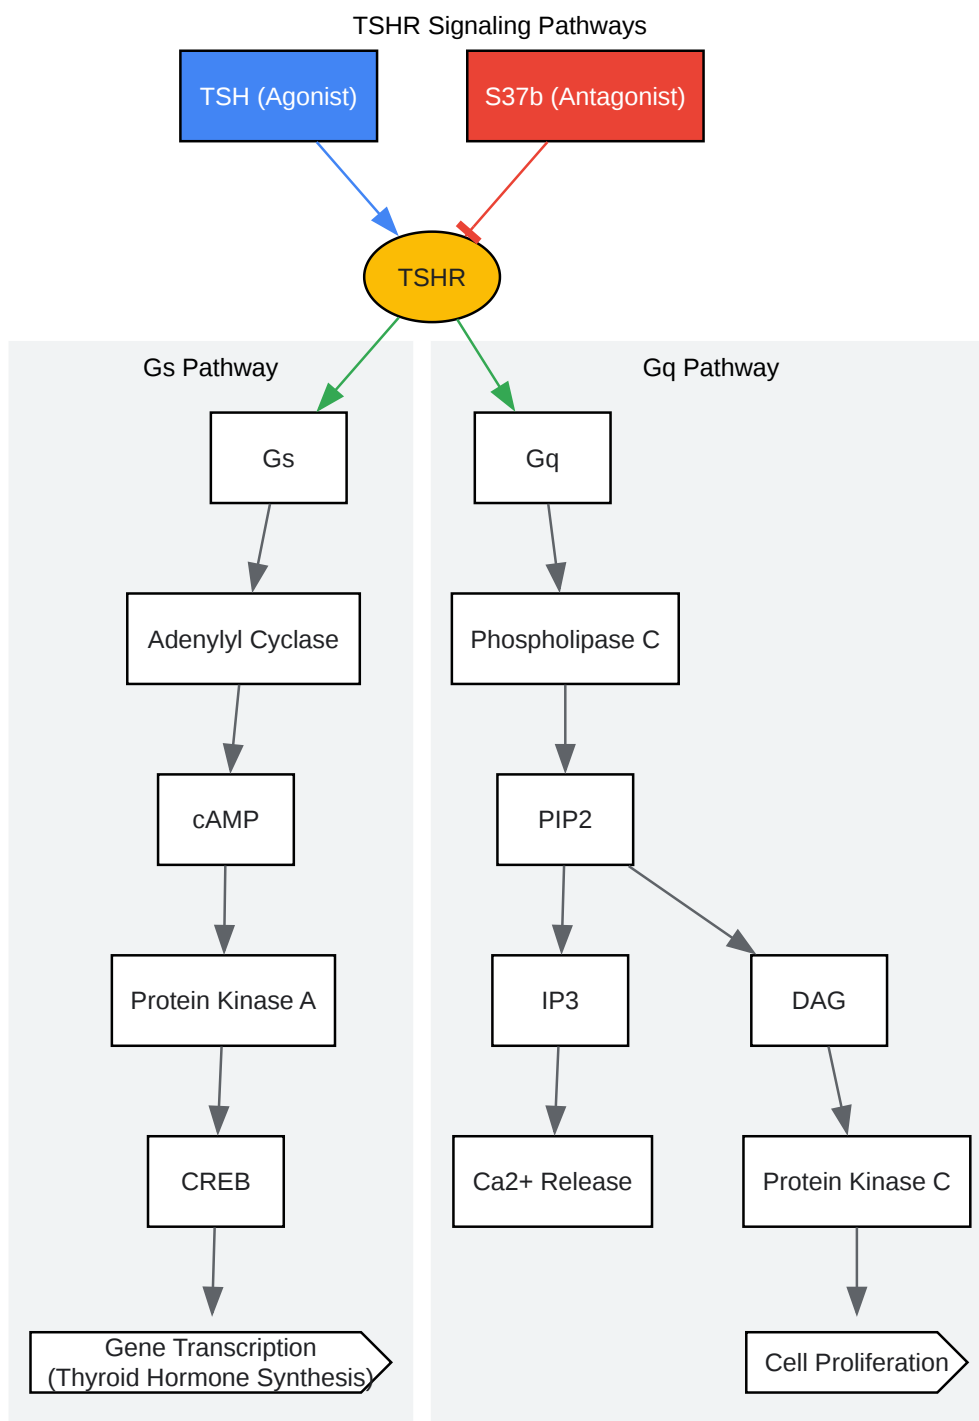 TSHR Signaling Pathways
TSH (Agonist)
S37b (Antagonist)
TSHR
Gs Pathway
Gq Pathway
Gs
Gq
Adenylyl Cyclase
Phospholipase C
cAMP
PIP2
Protein Kinase A
IP3
DAG
CREB
Ca2+ Release
Protein Kinase C
Gene Transcription
(Thyroid Hormone Synthesis)
Cell Proliferation